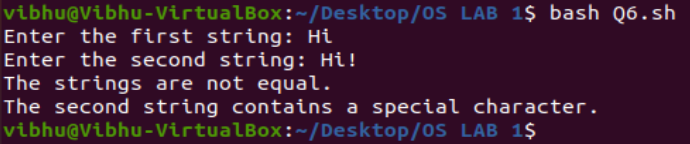 vibhu@Vibhu-VirtualBox:~/Desktop/OS LAB 1$ bash Q6.sh
Enter the first string: Hi
Enter the second string: Hi!
The strings are not equal.
The second string contains a special character.
vibhu@Vibhu-VirtualBox:~/Desktop/OS LAB 1$